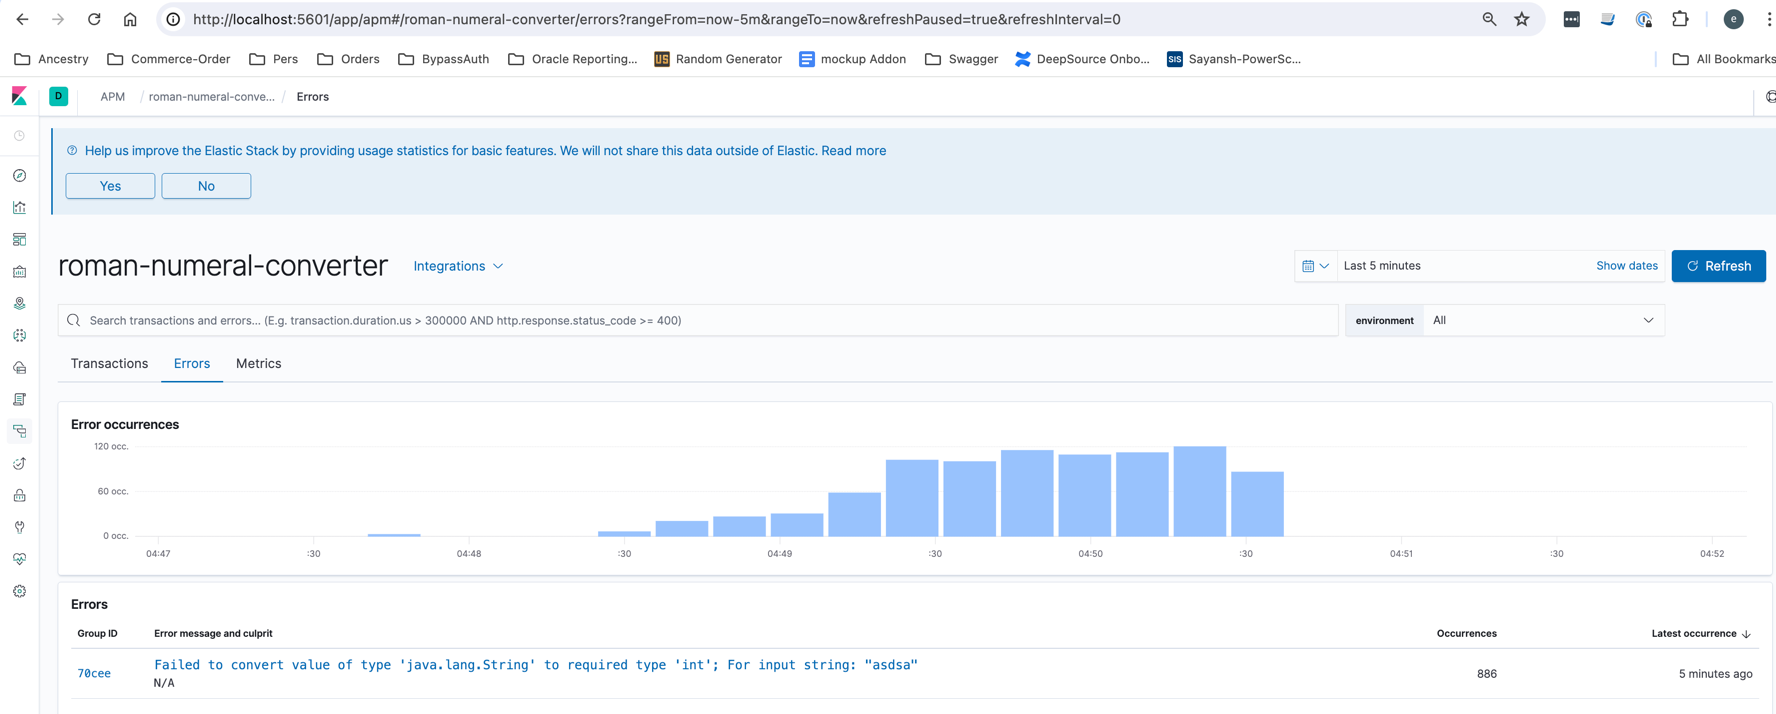 http://localhost:5601/app/apm#/roman-numeral-converter/errors?rangeFrom=now-5m&rangeTo=now&refreshPaused=true&refreshInterval=0
e
Ancestry
Commerce-Order
Pers
Orders
BypassAuth
Oracle Reporting...
US
Random Generator
mockup Addon
Swagger
DeepSource Onbo...
SIS
Sayansh-PowerSc...
All Bookmarks
D
APM / roman-numeral-conve... / Errors
Help us improve the Elastic Stack by providing usage statistics for basic features. We will not share this data outside of Elastic. Read more
Yes
No
roman-numeral-converter
Integrations
Last 5 minutes
Show dates
Refresh
Search transactions and errors... (E.g. transaction.duration.us > 300000 AND http.response.status_code >= 400)
environment
All
Transactions
Errors
Metrics
Error occurrences
120 occ.
60 occ.
0 occ.
04:47 :30 04:48 :30 04:49 :30 04:50 :30 04:51 :30 04:52
Errors
Group ID Error message and culprit Occurrences Latest occurrence
70cee Failed to convert value of type 'java.lang.String' to required type 'int'; For input string: "asdsa" 886 5 minutes ago
N/A